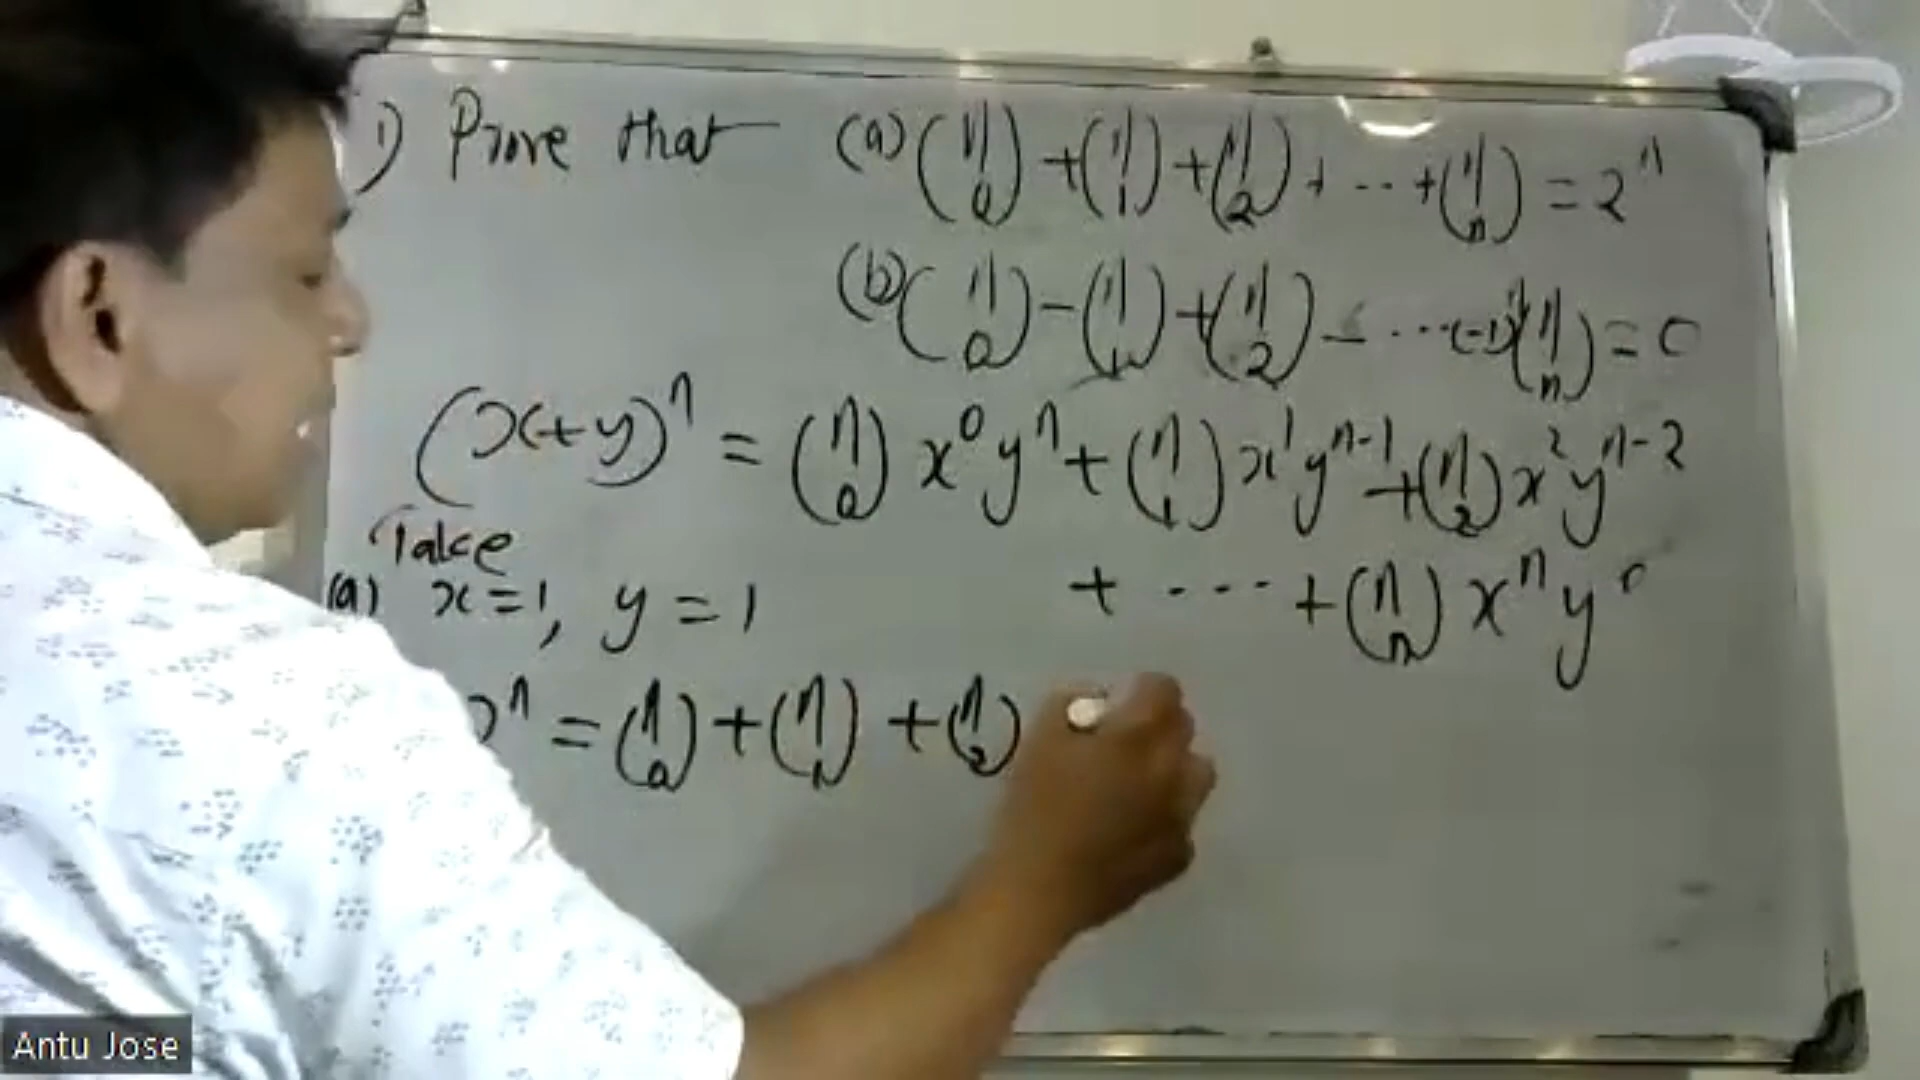 1) Prove that (a) (n 0) + (n 1) + (n 2) + ... + (n n) = 2^n
(b) (n 0) - (n 1) + (n 2) - ... (-1)^n (n n) = 0
(x+y)^n = (n 0) x^0 y^n + (n 1) x^1 y^{n-1} + (n 2) x^2 y^{n-2}
+ ... + (n n) x^n y^0
Take
(a) x=1, y=1
2^n = (n 0) + (n 1) + (n 2)
Antu Jose